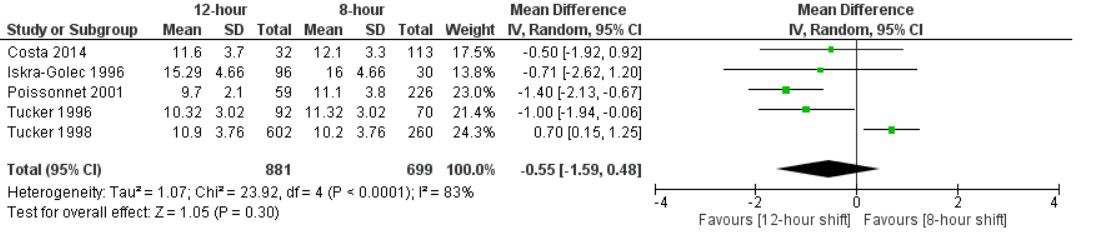 12-hour 8-hour Mean Difference Mean Difference
Study or Subgroup Mean SD Total Mean SD Total Weight IV, Random, 95% CI IV, Random, 95% CI
Costa 2014 11.6 3.7 32 12.1 3.3 113 17.5% -0.50 [-1.92, 0.92]
Iskra-Golec 1996 15.29 4.66 96 16 4.66 30 13.8% -0.71 [-2.62, 1.20]
Poissonnet 2001 9.7 2.1 59 11.1 3.8 226 23.0% -1.40 [-2.13, -0.67]
Tucker 1996 10.32 3.02 92 11.32 3.02 70 21.4% -1.00 [-1.94, -0.06]
Tucker 1998 10.9 3.76 602 10.2 3.76 260 24.3% 0.70 [0.15, 1.25]
Total (95% CI) 881 699 100.0% -0.55 [-1.59, 0.48]
Heterogeneity: Tau² = 1.07; Chi² = 23.92, df = 4 (P < 0.0001); I² = 83%
Test for overall effect: Z = 1.05 (P = 0.30)
-4 -2 0 2 4
Favours [12-hour shift] Favours [8-hour shift]